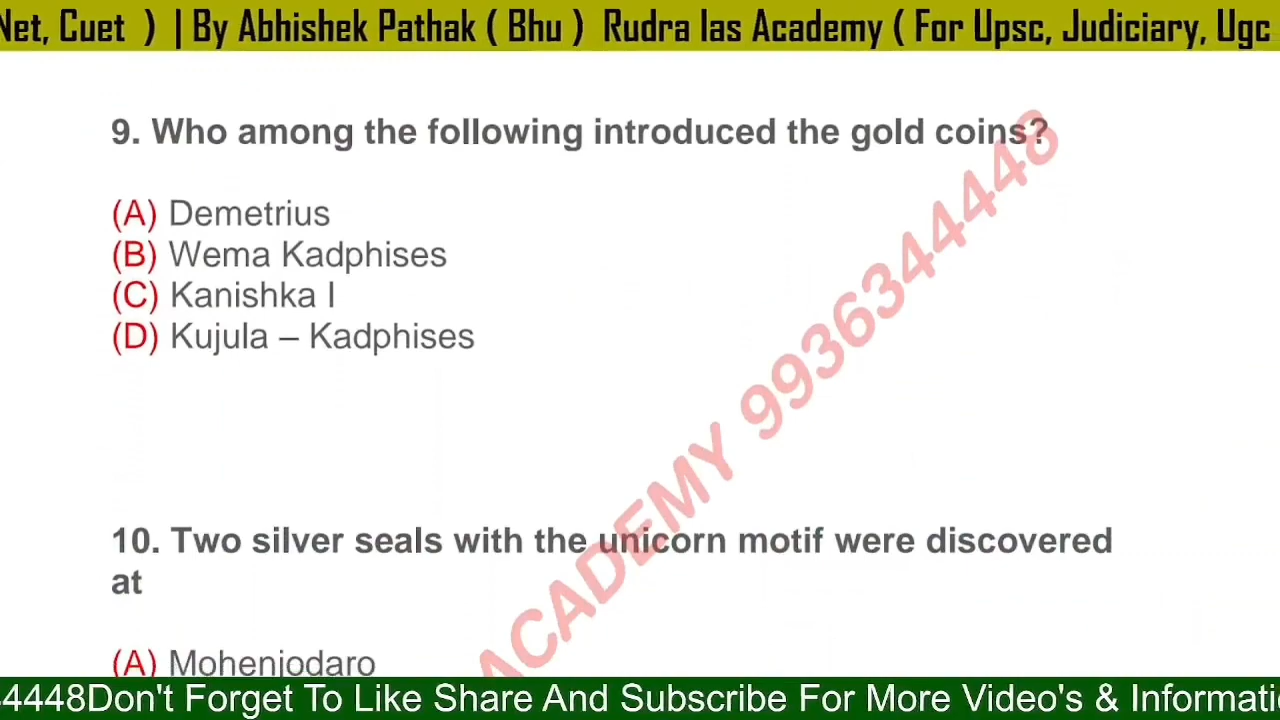 Net, Cuet ) | By Abhishek Pathak ( Bhu ) Rudra Ias Academy ( For Upsc, Judiciary, Ugc
9. Who among the following introduced the gold coins?
(A) Demetrius
(B) Wema Kadphises
(C) Kanishka I
(D) Kujula – Kadphises
ACADEMY 9936344448
10. Two silver seals with the unicorn motif were discovered
at
(A) Mohenjodaro
44448Don't Forget To Like Share And Subscribe For More Video's & Informati